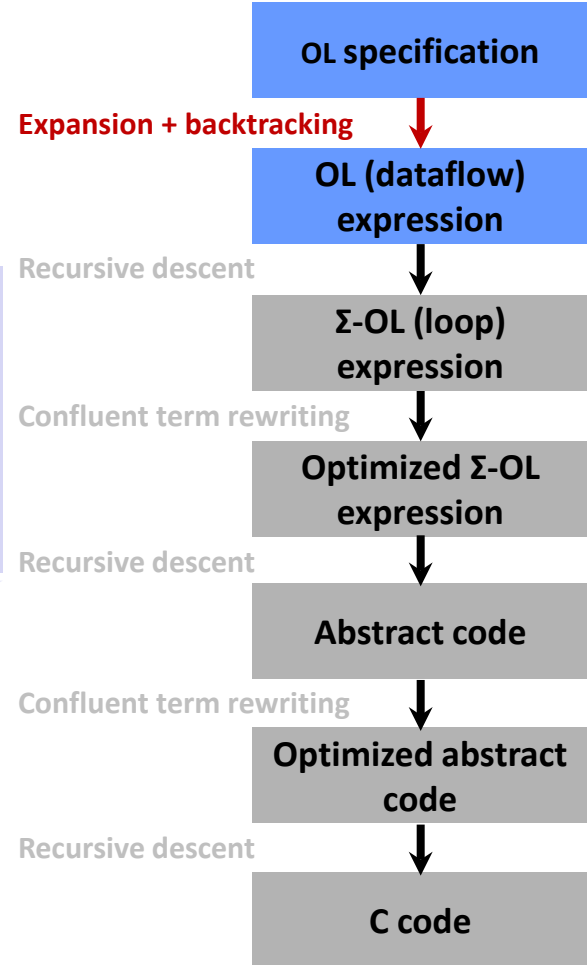 OL specification
Expansion + backtracking
OL (dataflow)
expression
Recursive descent
Σ-OL (loop)
expression
Confluent term rewriting
Optimized Σ-OL
expression
Recursive descent
Abstract code
Confluent term rewriting
Optimized abstract
code
Recursive descent
C code